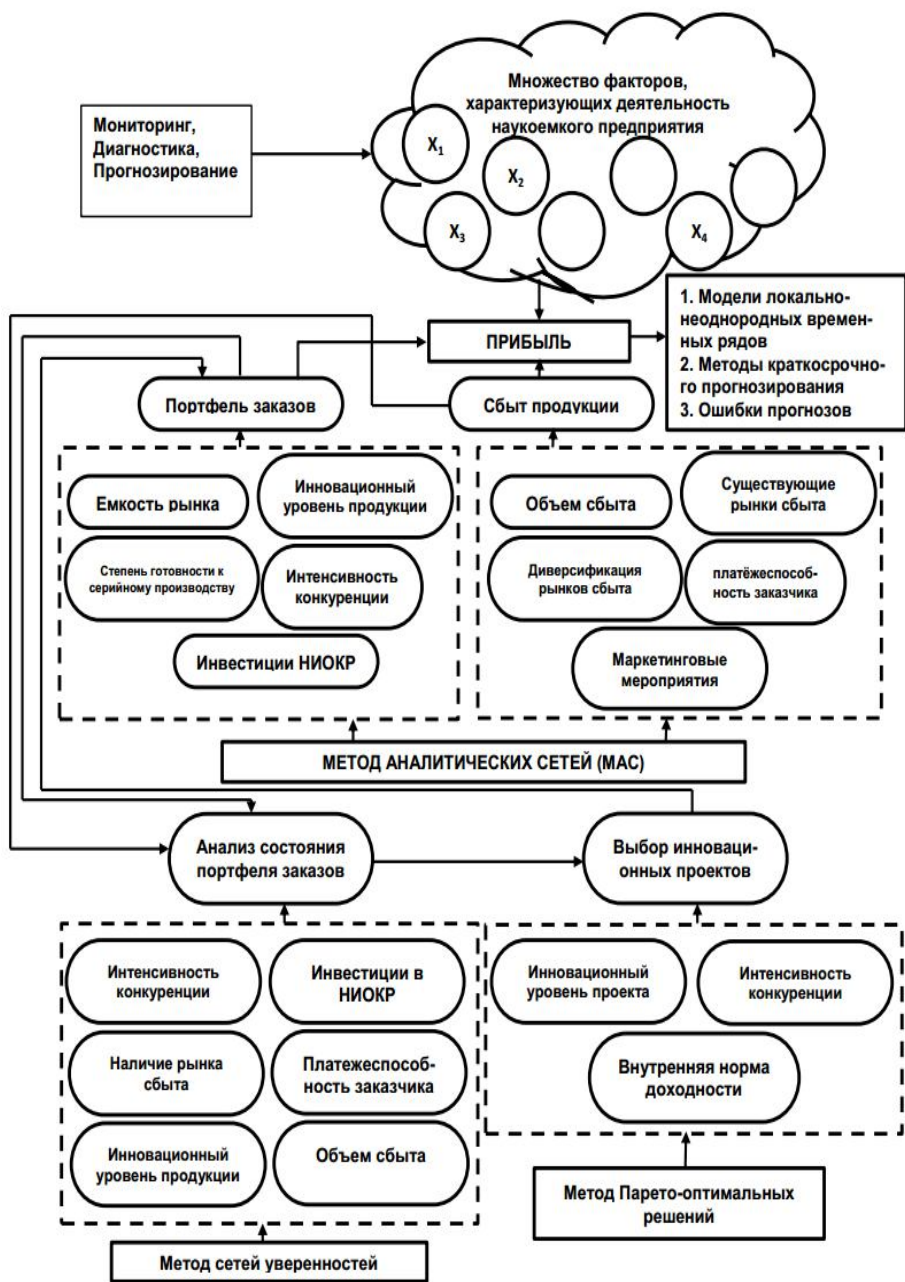 Множество факторов,
характеризующих деятельность
наукоемкого предприятия
Мониторинг,
Диагностика,
Прогнозирование
X₁
X₂
X₃
X₄
1. Модели локально-
неоднородных времен-
ных рядов
2. Методы краткосрочно-
го прогнозирования
3. Ошибки прогнозов
ПРИБЫЛЬ
Портфель заказов
Сбыт продукции
Емкость рынка
Инновационный
уровень продукции
Степень готовности к
серийному производству
Интенсивность
конкуренции
Инвестиции НИОКР
Объем сбыта
Существующие
рынки сбыта
Диверсификация
рынков сбыта
платёжеспособ-
ность заказчика
Маркетинговые
мероприятия
МЕТОД АНАЛИТИЧЕСКИХ СЕТЕЙ (МАС)
Анализ состояния
портфеля заказов
Выбор инноваци-
онных проектов
Интенсивность
конкуренции
Инвестиции в
НИОКР
Наличие рынка
сбыта
Платежеспособ-
ность заказчика
Инновационный
уровень продукции
Объем сбыта
Инновационный
уровень проекта
Интенсивность
конкуренции
Внутренняя норма
доходности
Метод Парето-оптимальных
решений
Метод сетей уверенностей